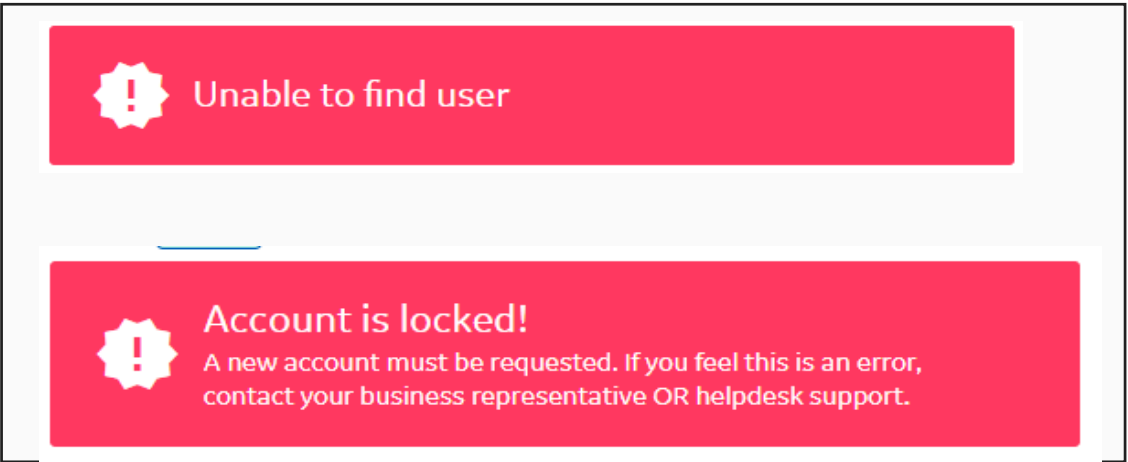 Unable to find user
Account is locked!
A new account must be requested. If you feel this is an error,
contact your business representative OR helpdesk support.